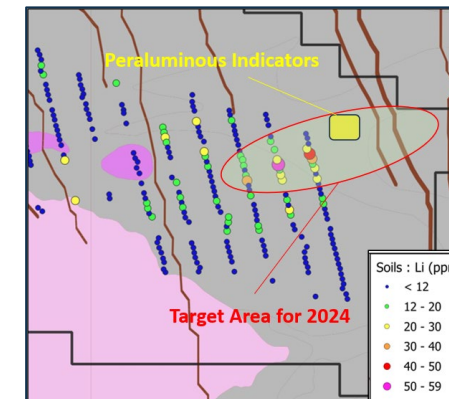 Peraluminous Indicators
Target Area for 2024
Soils : Li (ppm
< 12
12 - 20
20 - 30
30 - 40
40 - 50
50 - 59